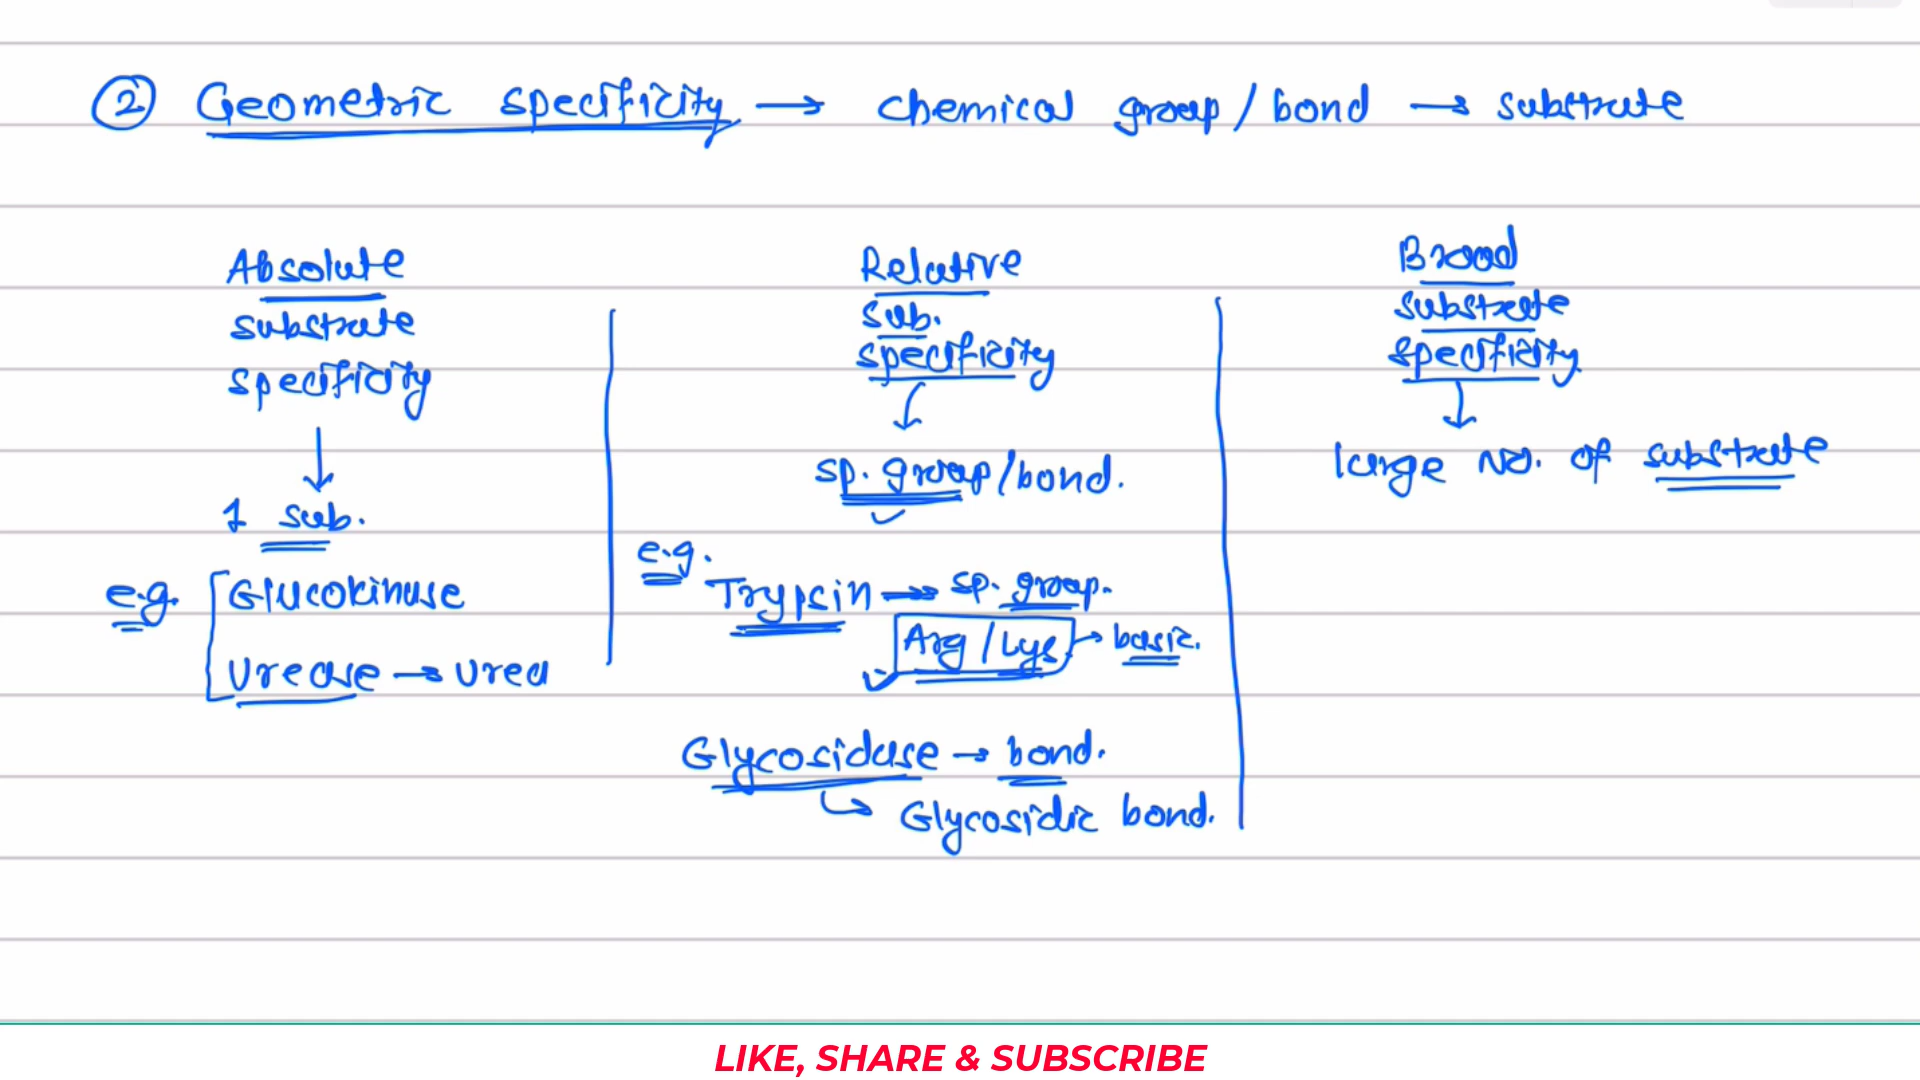 ② Geometric specificity → chemical group/bond → substrate
Absolute
substrate
specificity
↓
1 sub.
e.g. Glucokinase
Urease → Urea
Relative
sub.
specificity
↓
sp. group/bond.
e.g.
Trypsin → sp. group.
Arg/Lys → basic.
Glycosidase → bond.
↳ Glycosidic bond.
Broad
substrate
specificity
↓
large No. of substrate
LIKE, SHARE & SUBSCRIBE